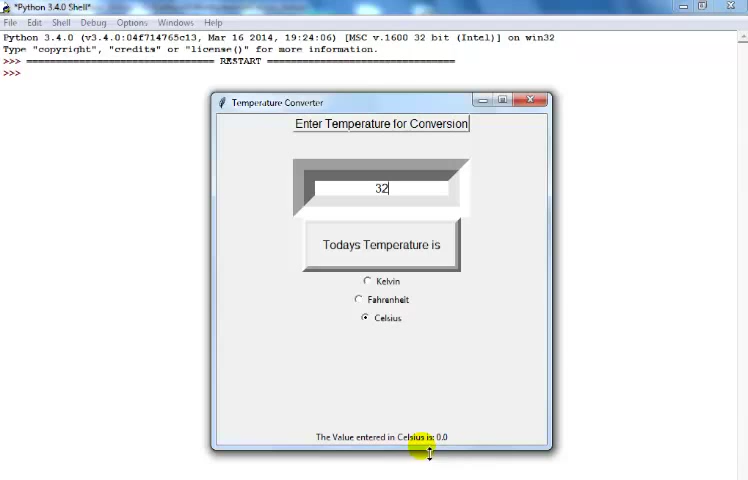 *Python 3.4.0 Shell*
File Edit Shell Debug Options Windows Help
Python 3.4.0 (v3.4.0:04f714765c13, Mar 16 2014, 19:24:06) [MSC v.1600 32 bit (Intel)] on win32
Type "copyright", "credits" or "license()" for more information.
>>> ================================ RESTART ================================
>>>
Temperature Converter
Enter Temperature for Conversion
32
Todays Temperature is
Kelvin
Fahrenheit
Celsius
The Value entered in Celsius is: 0.0